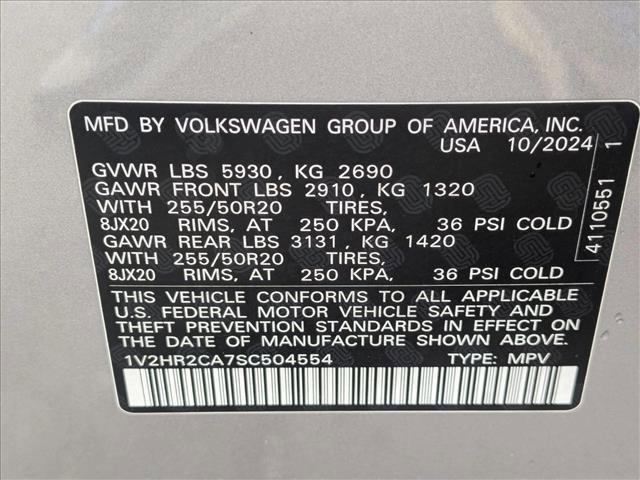 MFD BY VOLKSWAGEN GROUP OF AMERICA, INC.
USA 10/2024
GVWR LBS 5930, KG 2690
GAWR FRONT LBS 2910, KG 1320
WITH 255/50R20 TIRES,
8JX20 RIMS, AT 250 KPA, 36 PSI COLD
GAWR REAR LBS 3131, KG 1420
WITH 255/50R20 TIRES,
8JX20 RIMS, AT 250 KPA, 36 PSI COLD
THIS VEHICLE CONFORMS TO ALL APPLICABLE
U.S. FEDERAL MOTOR VEHICLE SAFETY AND
THEFT PREVENTION STANDARDS IN EFFECT ON
THE DATE OF MANUFACTURE SHOWN ABOVE.
1V2HR2CA7SC504554 TYPE: MPV
4110551 1